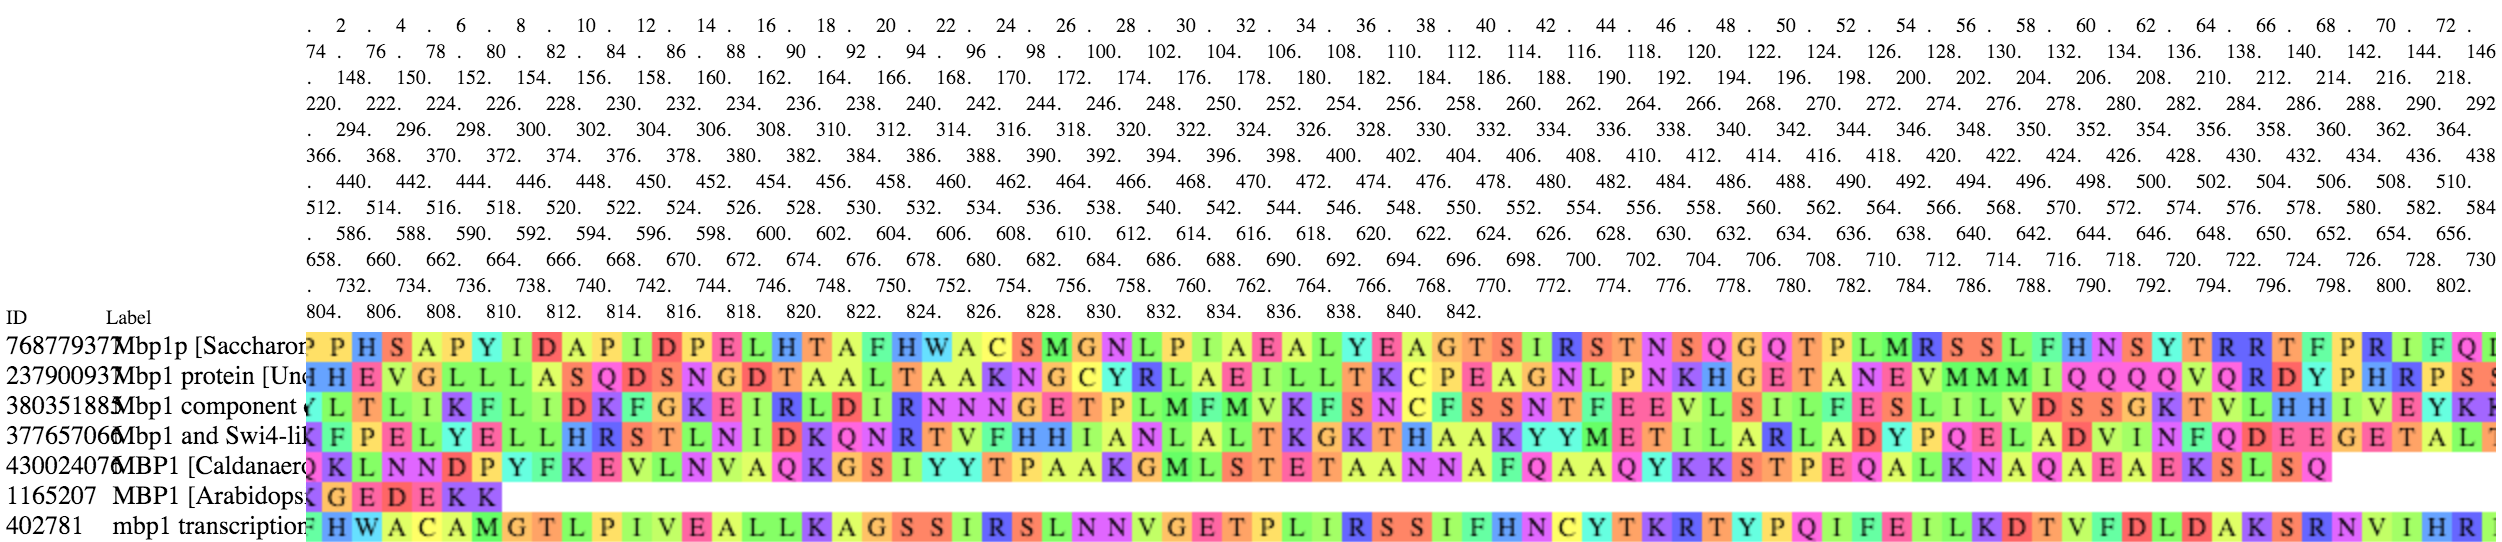 . 2 . 4 . 6 . 8 . 10 . 12 . 14 . 16 . 18 . 20 . 22 . 24 . 26 . 28 . 30 . 32 . 34 . 36 . 38 . 40 . 42 . 44 . 46 . 48 . 50 . 52 . 54 . 56 . 58 . 60 . 62 . 64 . 66 . 68 . 70 . 72 .
74 . 76 . 78 . 80 . 82 . 84 . 86 . 88 . 90 . 92 . 94 . 96 . 98 . 100. 102. 104. 106. 108. 110. 112. 114. 116. 118. 120. 122. 124. 126. 128. 130. 132. 134. 136. 138. 140. 142. 144. 146
. 148. 150. 152. 154. 156. 158. 160. 162. 164. 166. 168. 170. 172. 174. 176. 178. 180. 182. 184. 186. 188. 190. 192. 194. 196. 198. 200. 202. 204. 206. 208. 210. 212. 214. 216. 218.
220. 222. 224. 226. 228. 230. 232. 234. 236. 238. 240. 242. 244. 246. 248. 250. 252. 254. 256. 258. 260. 262. 264. 266. 268. 270. 272. 274. 276. 278. 280. 282. 284. 286. 288. 290. 292
. 294. 296. 298. 300. 302. 304. 306. 308. 310. 312. 314. 316. 318. 320. 322. 324. 326. 328. 330. 332. 334. 336. 338. 340. 342. 344. 346. 348. 350. 352. 354. 356. 358. 360. 362. 364.
366. 368. 370. 372. 374. 376. 378. 380. 382. 384. 386. 388. 390. 392. 394. 396. 398. 400. 402. 404. 406. 408. 410. 412. 414. 416. 418. 420. 422. 424. 426. 428. 430. 432. 434. 436. 438
. 440. 442. 444. 446. 448. 450. 452. 454. 456. 458. 460. 462. 464. 466. 468. 470. 472. 474. 476. 478. 480. 482. 484. 486. 488. 490. 492. 494. 496. 498. 500. 502. 504. 506. 508. 510.
512. 514. 516. 518. 520. 522. 524. 526. 528. 530. 532. 534. 536. 538. 540. 542. 544. 546. 548. 550. 552. 554. 556. 558. 560. 562. 564. 566. 568. 570. 572. 574. 576. 578. 580. 582. 584
. 586. 588. 590. 592. 594. 596. 598. 600. 602. 604. 606. 608. 610. 612. 614. 616. 618. 620. 622. 624. 626. 628. 630. 632. 634. 636. 638. 640. 642. 644. 646. 648. 650. 652. 654. 656.
658. 660. 662. 664. 666. 668. 670. 672. 674. 676. 678. 680. 682. 684. 686. 688. 690. 692. 694. 696. 698. 700. 702. 704. 706. 708. 710. 712. 714. 716. 718. 720. 722. 724. 726. 728. 730
. 732. 734. 736. 738. 740. 742. 744. 746. 748. 750. 752. 754. 756. 758. 760. 762. 764. 766. 768. 770. 772. 774. 776. 778. 780. 782. 784. 786. 788. 790. 792. 794. 796. 798. 800. 802.
ID Label 804. 806. 808. 810. 812. 814. 816. 818. 820. 822. 824. 826. 828. 830. 832. 834. 836. 838. 840. 842.
768779377 Mbp1p [Saccharom P P H S A P Y I D A P I D P E L H T A F H W A C S M G N L P I A E A L Y E A G T S I R S T N S Q G Q T P L M R S S L F H N S Y T R R T F P R I F Q L
237900937 Mbp1 protein [Unc H H E V G L L L A S Q D S N G D T A A L T A A K N G C Y R L A E I L L T K C P E A G N L P N K H G E T A N E V M M M I Q Q Q Q V Q R D Y P H R P S S
380351885 Mbp1 component Y L T L I K F L I D K F G K E I R L D I R N N N G E T P L M F M V K F S N C F S S N T F E E V L S I L F E S L I L V D S S G K T V L H H I V E Y K K
377657066 Mbp1 and Swi4-lik K F P E L Y E L L H R S T L N I D K Q N R T V F H H I A N L A L T K G K T H A A K Y Y M E T I L A R L A D Y P Q E L A D V I N F Q D E E G E T A L T
430024076 MBP1 [Caldanaero Q K L N N D P Y F K E V L N V A Q K G S I Y Y T P A A K G M L S T E T A A N N A F Q A A Q Y K K S T P E Q A L K N A Q A E A E K S L S Q
1165207 MBP1 [Arabidops K G E D E K K
402781 mbp1 transcription F H W A C A M G T L P I V E A L L K A G S S I R S L N N V G E T P L I R S S I F H N C Y T K R T Y P Q I F E I L K D T V F D L D A K S R N V I H R